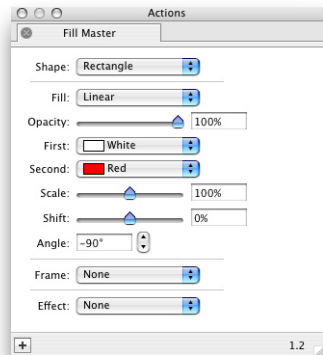 Actions
Fill Master
Shape: Rectangle
Fill: Linear
Opacity: 100%
First: White
Second: Red
Scale: 100%
Shift: 0%
Angle: -90°
Frame: None
Effect: None
+ 1.2